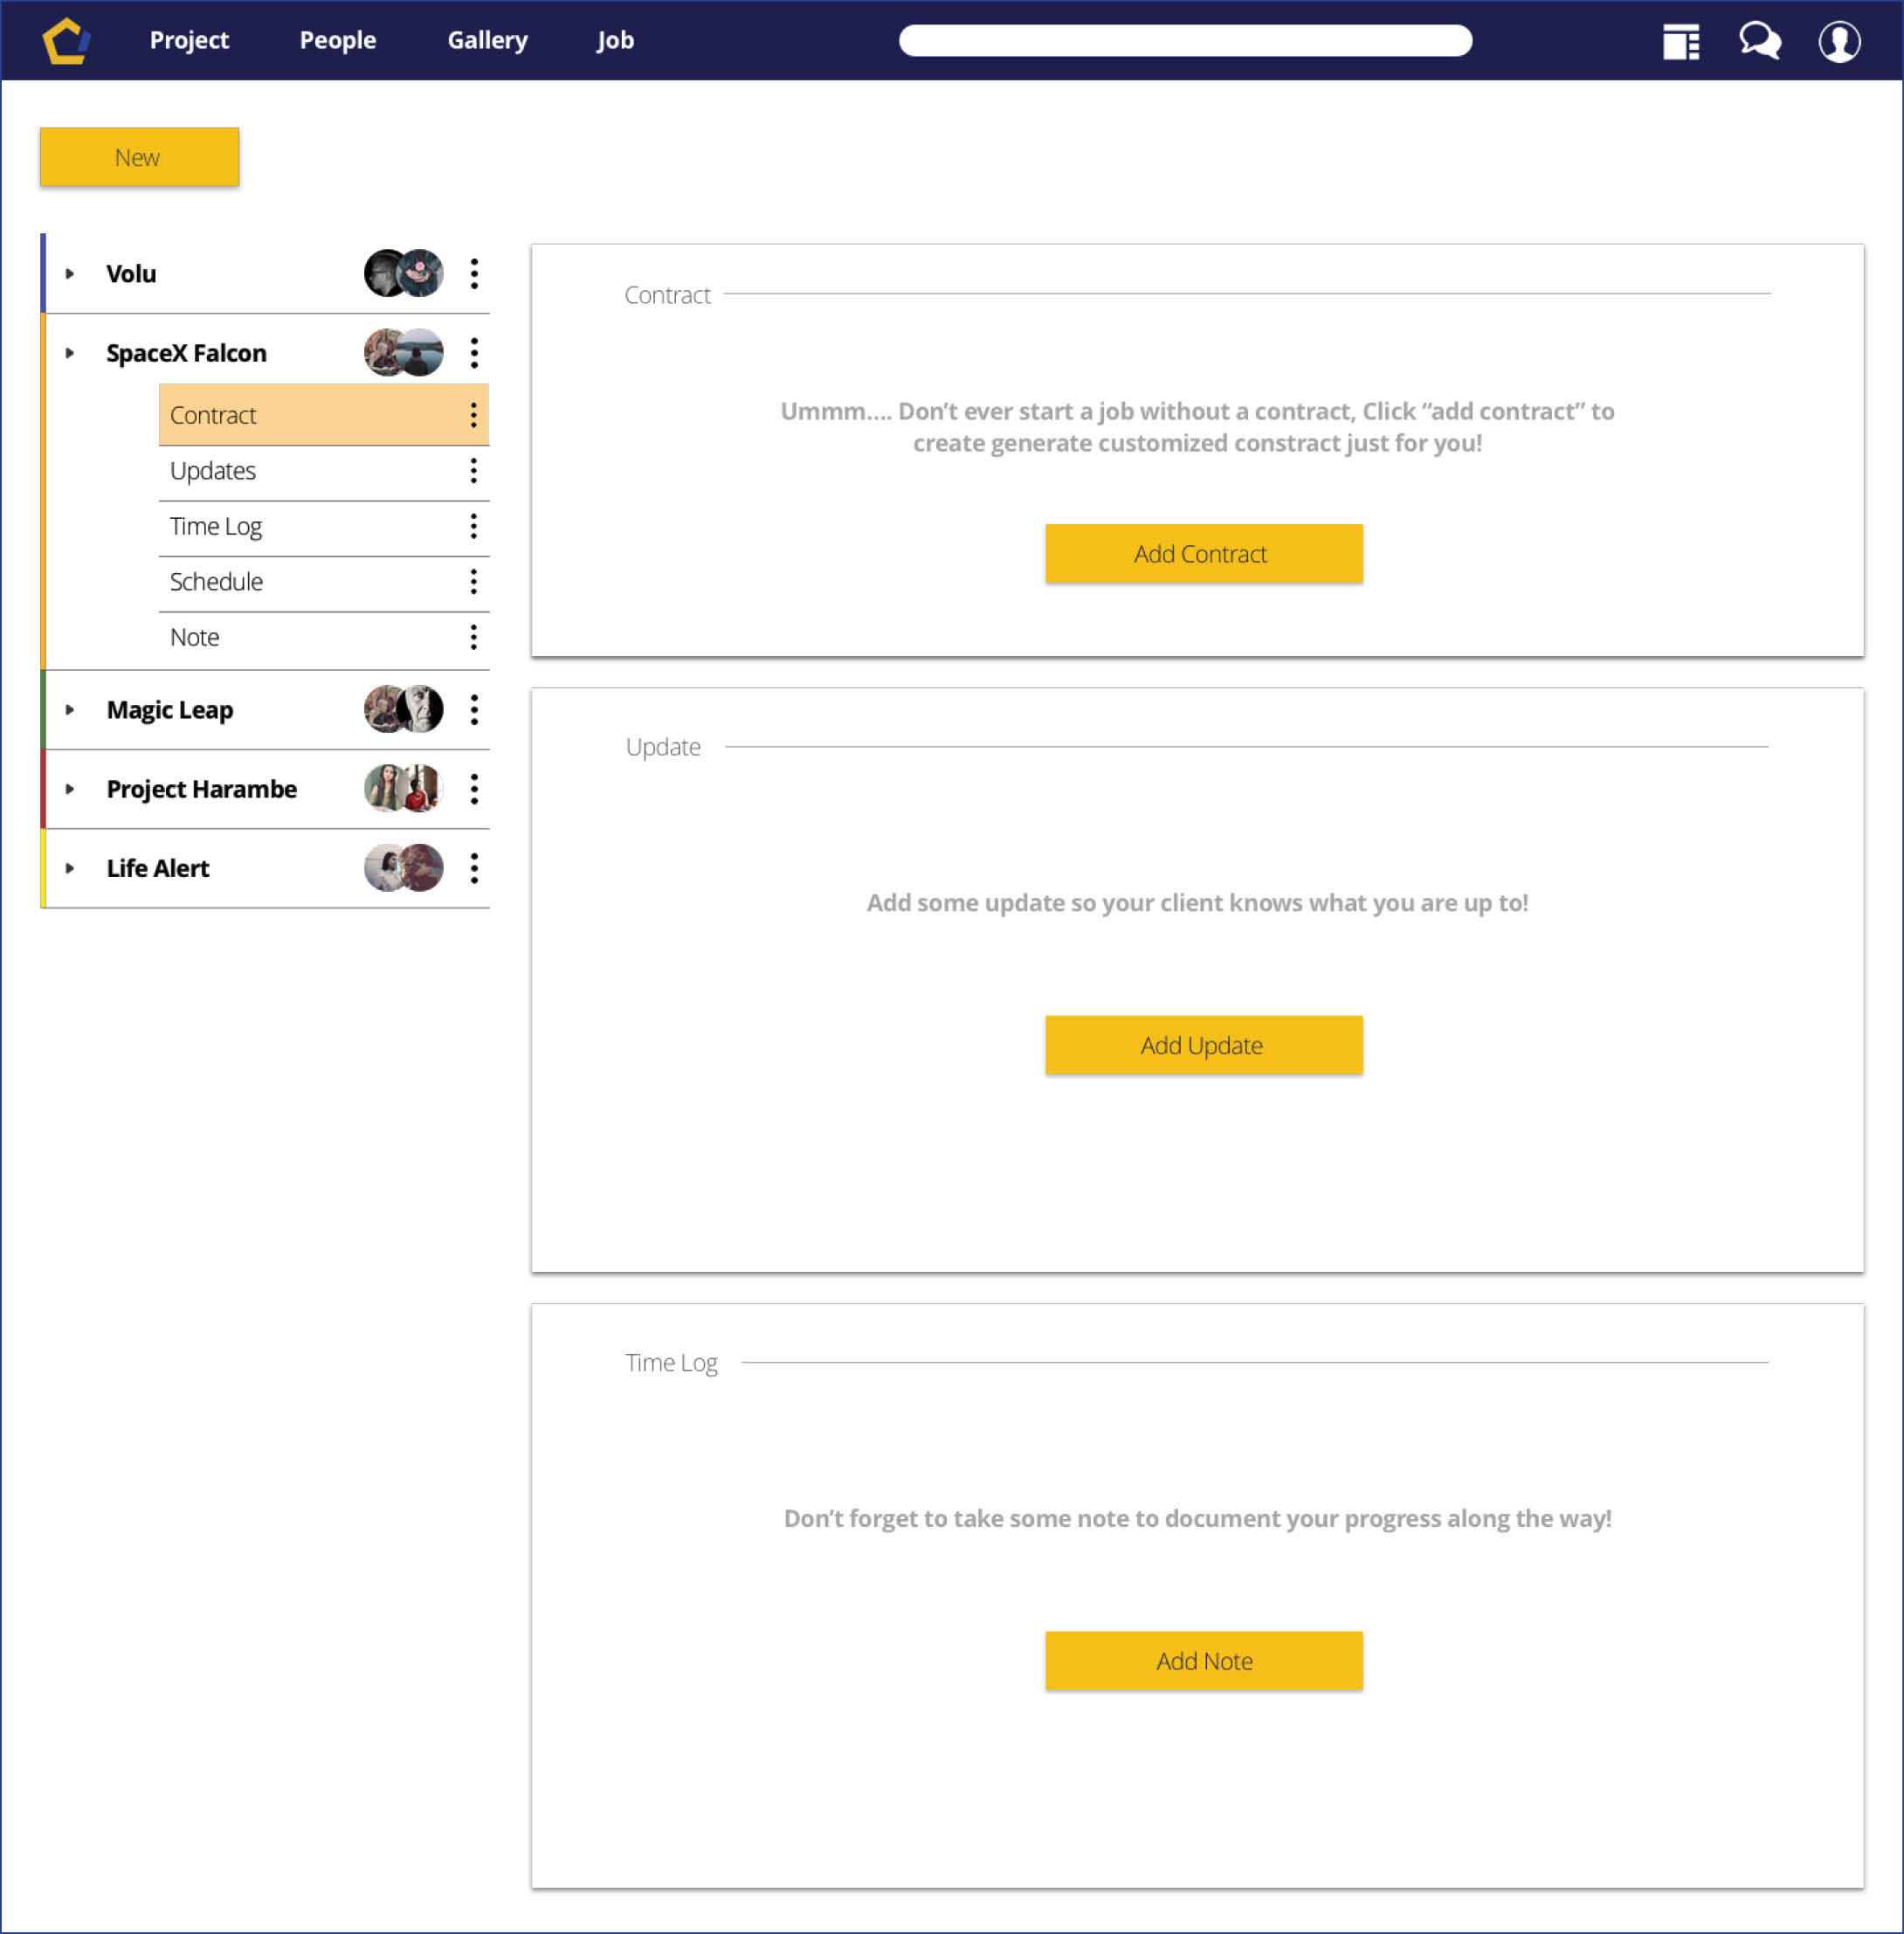 Project People Gallery Job
New
Volu
SpaceX Falcon
Contract
Updates
Time Log
Schedule
Note
Magic Leap
Project Harambe
Life Alert
Contract
Ummm.... Don’t ever start a job without a contract, Click “add contract” to
create generate customized constract just for you!
Add Contract
Update
Add some update so your client knows what you are up to!
Add Update
Time Log
Don’t forget to take some note to document your progress along the way!
Add Note